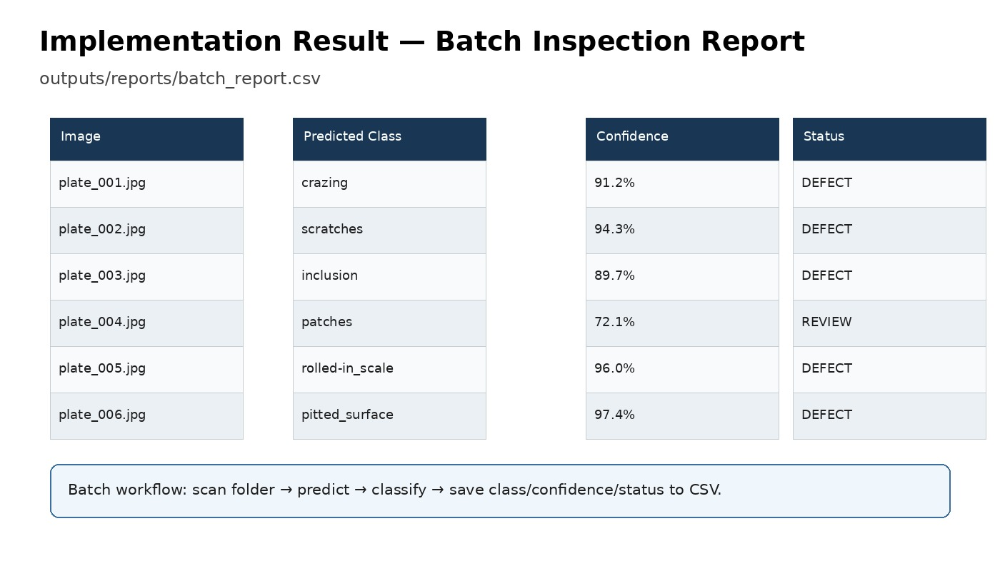 Implementation Result — Batch Inspection Report
outputs/reports/batch_report.csv
Image Predicted Class Confidence Status
plate_001.jpg crazing 91.2% DEFECT
plate_002.jpg scratches 94.3% DEFECT
plate_003.jpg inclusion 89.7% DEFECT
plate_004.jpg patches 72.1% REVIEW
plate_005.jpg rolled-in_scale 96.0% DEFECT
plate_006.jpg pitted_surface 97.4% DEFECT
Batch workflow: scan folder → predict → classify → save class/confidence/status to CSV.